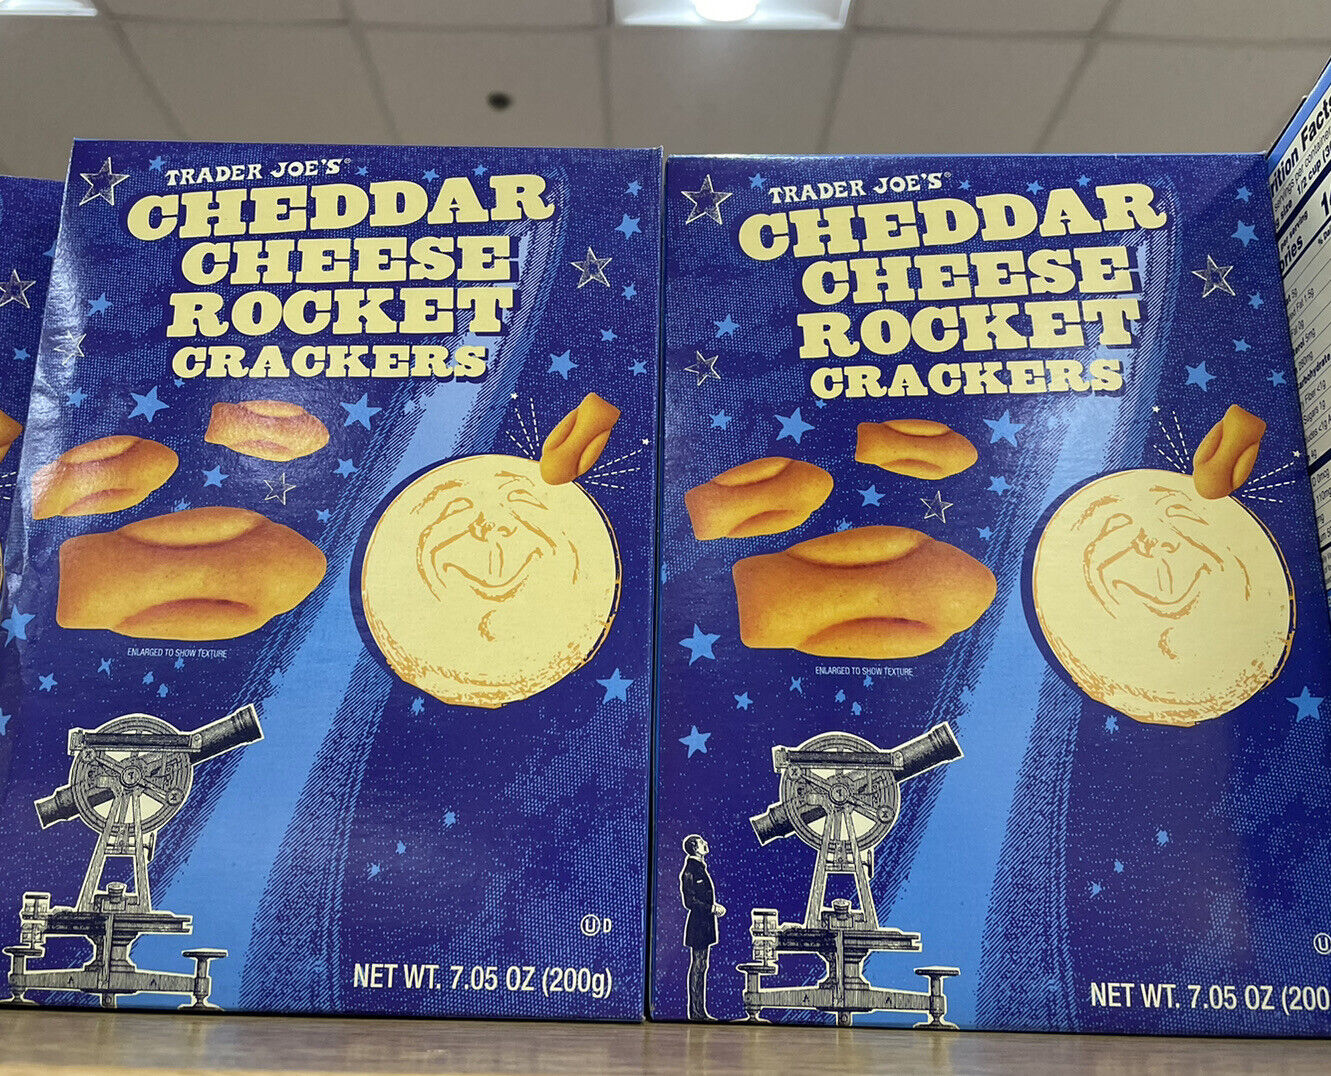 TRADER JOE'S®
CHEDDAR
CHEESE
ROCKET
CRACKERS
ENLARGED TO SHOW TEXTURE
U D
NET WT. 7.05 OZ (200g)
TRADER JOE'S®
CHEDDAR
CHEESE
ROCKET
CRACKERS
ENLARGED TO SHOW TEXTURE
U
NET WT. 7.05 OZ (200
Facts